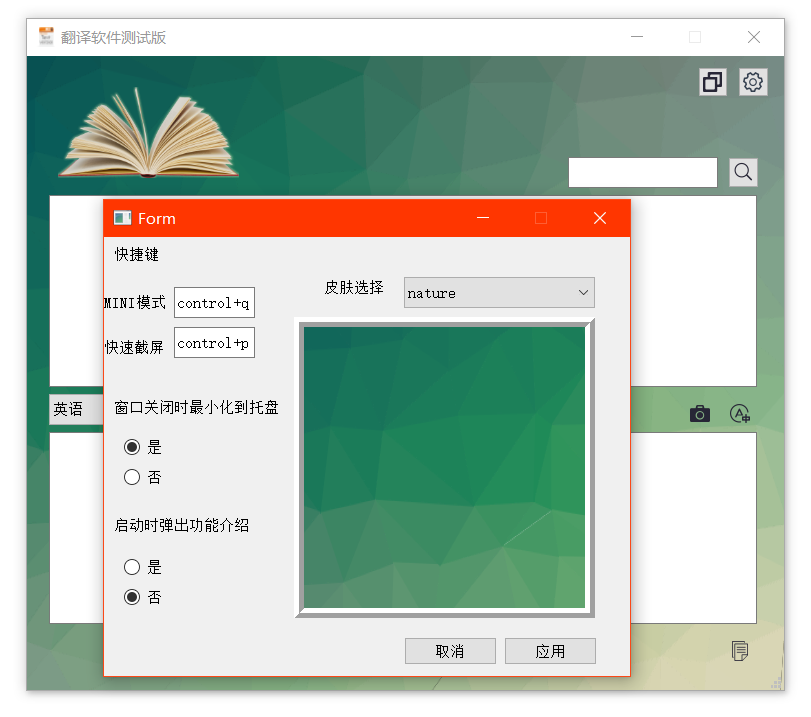 翻译软件测试版
Form
快捷键
MINI模式
control+q
快速截屏
control+p
皮肤选择
nature
窗口关闭时最小化到托盘
是
否
启动时弹出功能介绍
是
否
取消
应用
英语